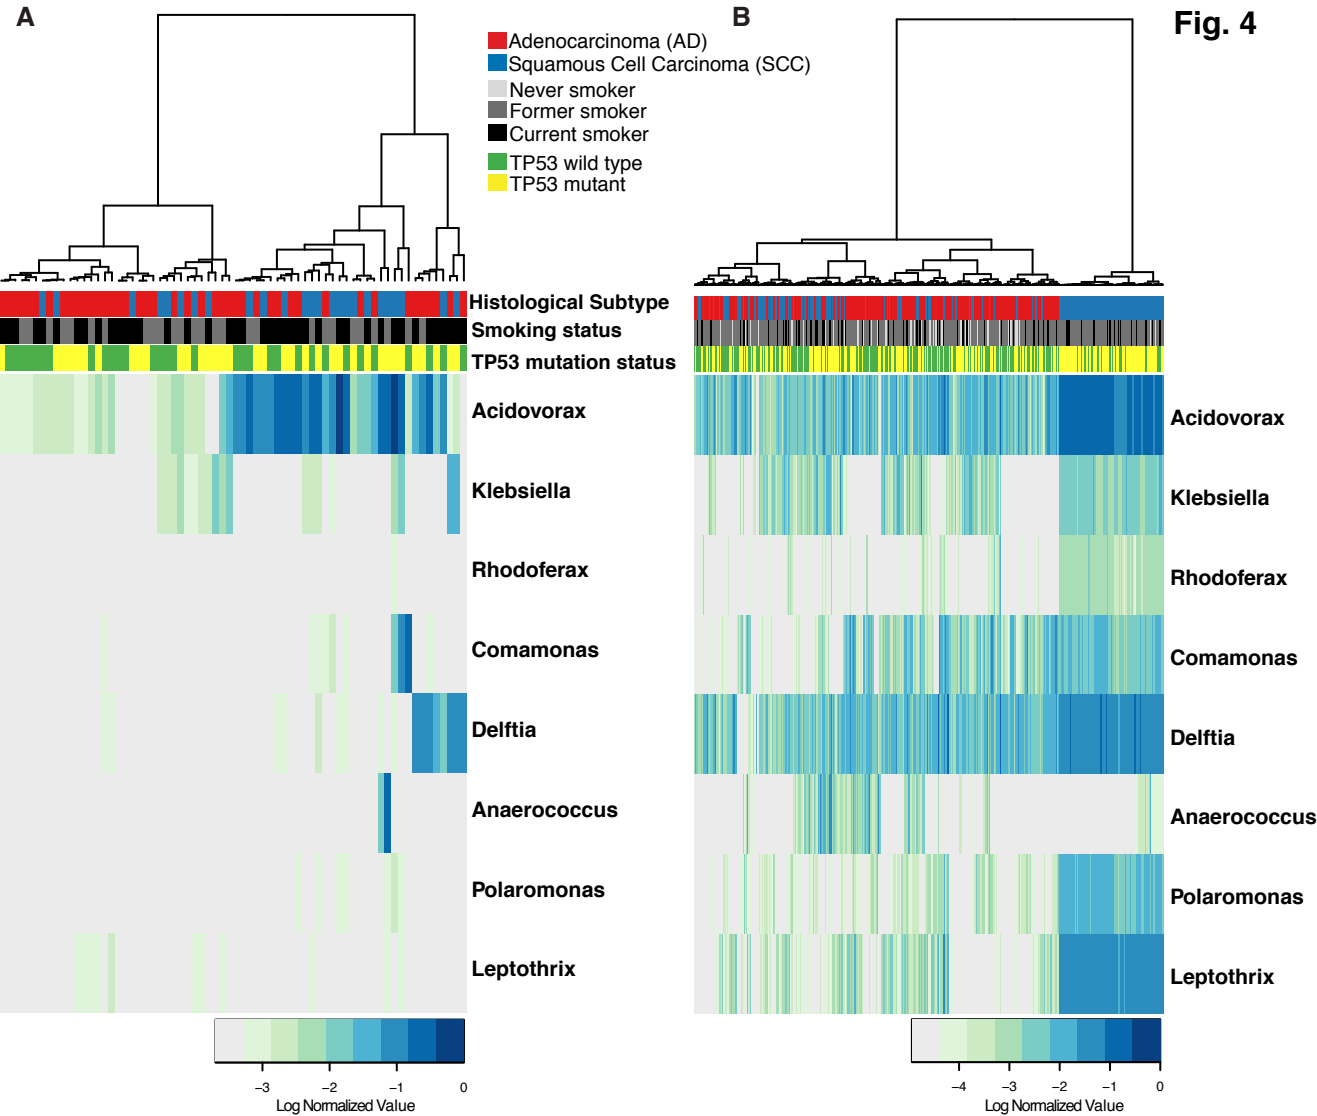 A
B
Fig. 4
Adenocarcinoma (AD)
Squamous Cell Carcinoma (SCC)
Never smoker
Former smoker
Current smoker
TP53 wild type
TP53 mutant
Histological Subtype
Smoking status
TP53 mutation status
Acidovorax
Klebsiella
Rhodoferax
Comamonas
Delftia
Anaerococcus
Polaromonas
Leptothrix
−3 −2 −1 0
Log Normalized Value
Acidovorax
Klebsiella
Rhodoferax
Comamonas
Delftia
Anaerococcus
Polaromonas
Leptothrix
−4 −3 −2 −1 0
Log Normalized Value